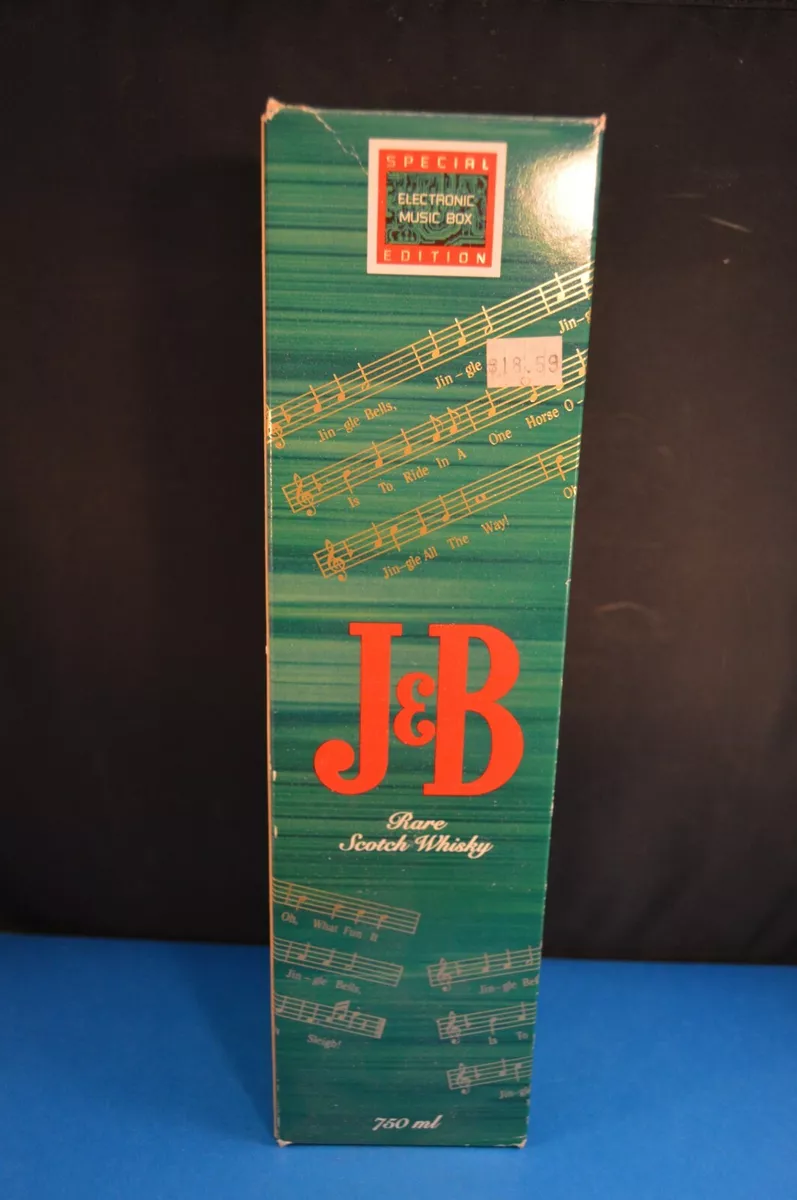 SPECIAL
ELECTRONIC
MUSIC BOX
EDITION
Jin-
Jin-gle
$18.59
Jin-gle Bells,
Is To Ride In A One Horse O-
Jin-gle All The Way!
J&B
Rare
Scotch Whisky
Oh, What Fun It
Jin-gle Bells,
Sleigh!
Jin-gle Bel
Is To
750 ml